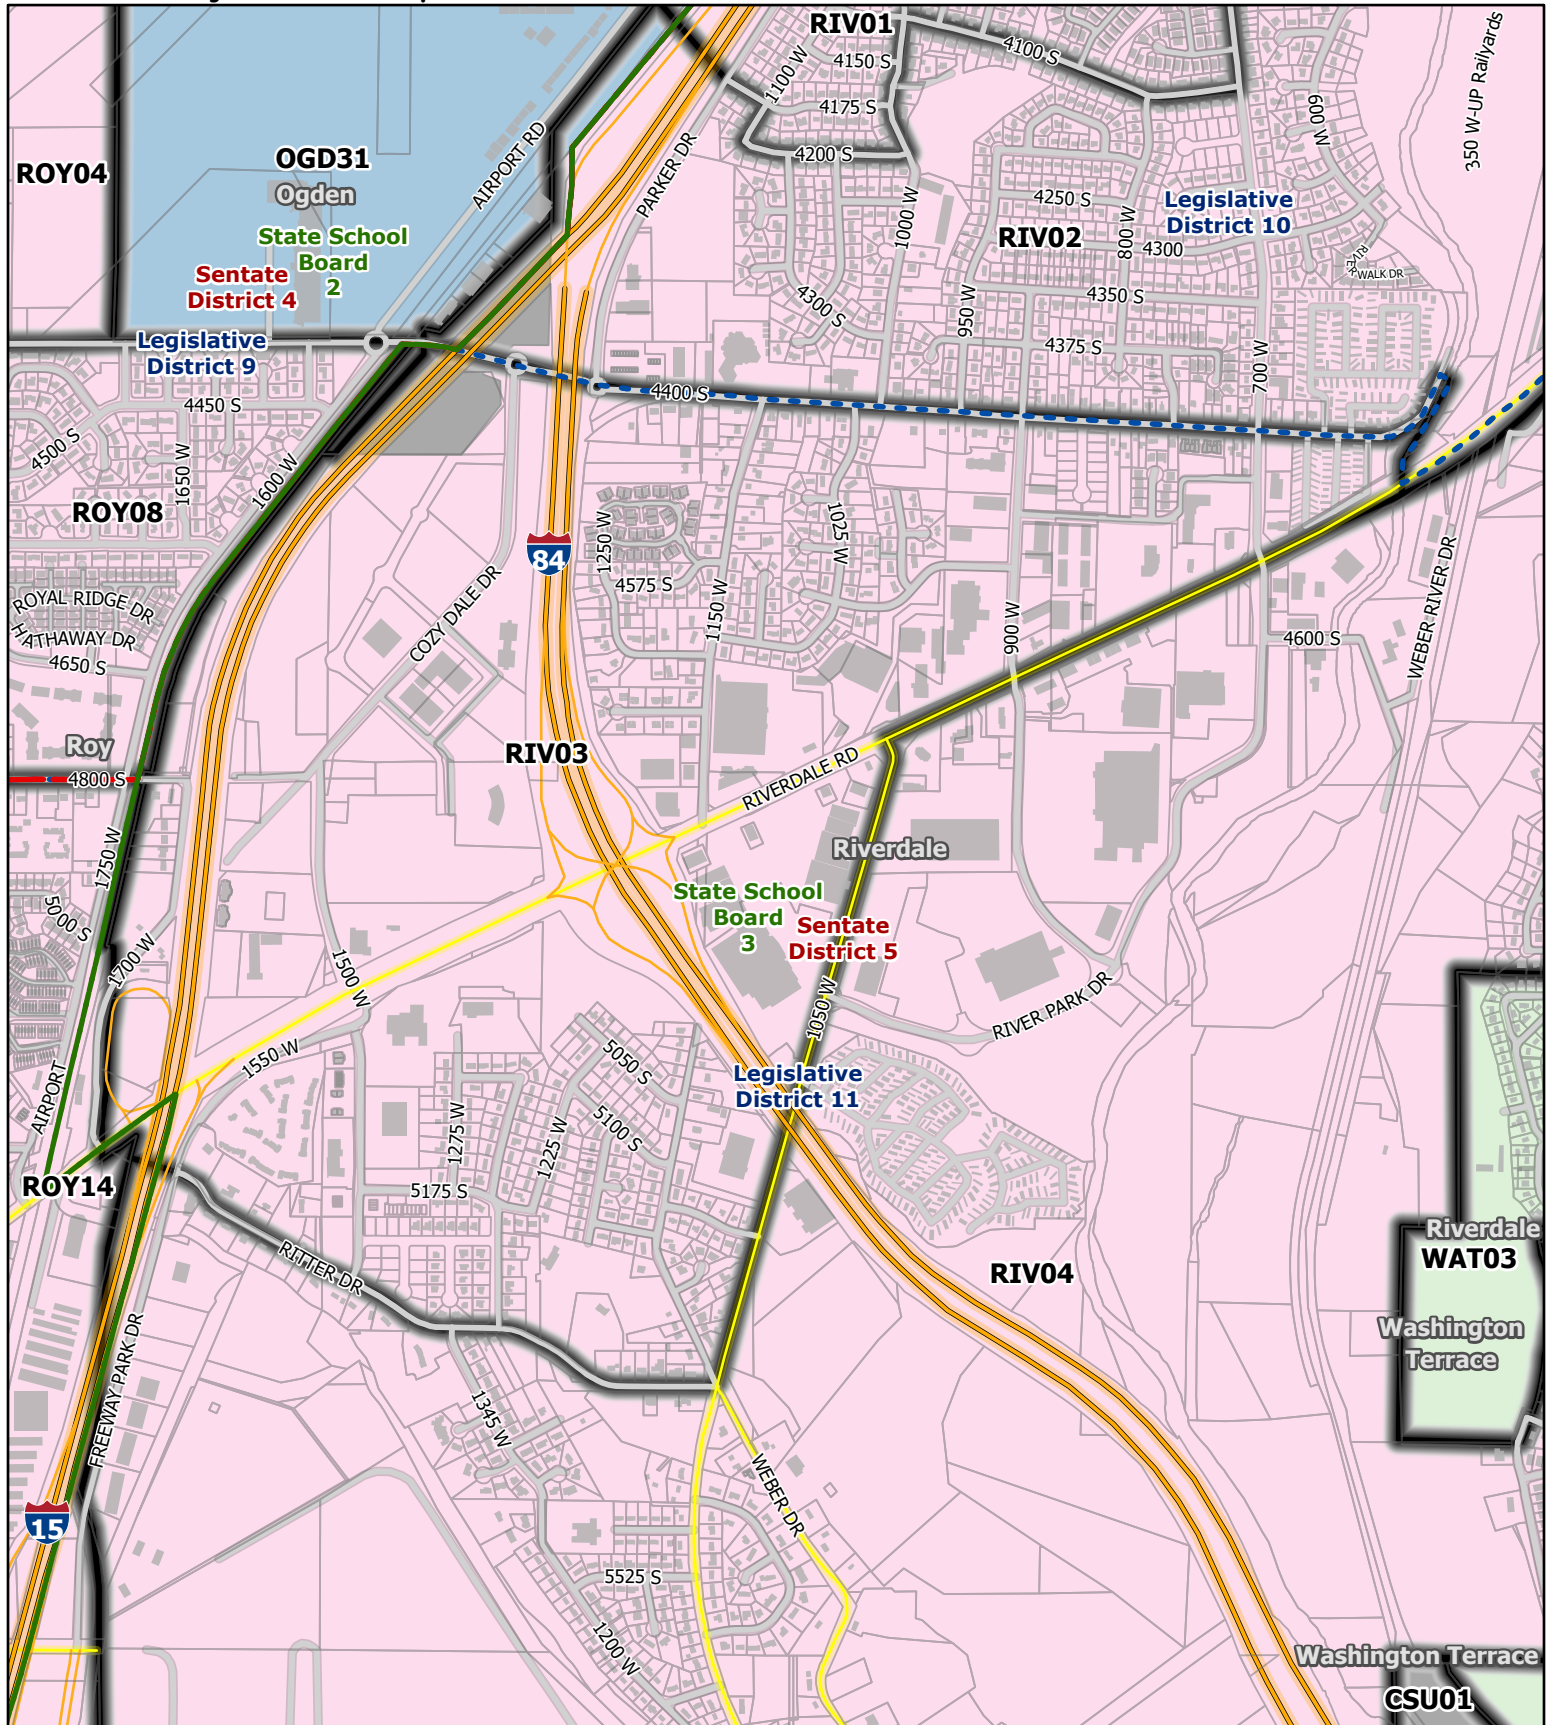 RIV01
4100 S
4150 S
1100 W
4175 S
4200 S
600 W
350 W-UP Railyards
ROY04
OGD31
Ogden
AIRPORT RD
PARKER DR
State School
Board
2
Sentate
District 4
1000 W
4250 S
800 W
Legislative
District 10
RIV02
4300
RIVER WALK DR
4300 S
950 W
4350 S
4375 S
700 W
Legislative
District 9
4400 S
4450 S
4500 S
1650 W
1600 W
ROY08
84
1250 W
1025 W
4575 S
1150 W
900 W
4600 S
WEBER RIVER DR
COZY DALE DR
ROYAL RIDGE DR
HATHAWAY DR
4650 S
Roy
4800 S
RIV03
RIVERDALE RD
Riverdale
1750 W
5000 S
1700 W
1500 W
State School
Board
3
Sentate
District 5
1050 W
RIVER PARK DR
1550 W
AIRPORT
5050 S
5100 S
1275 W
1225 W
Legislative
District 11
5175 S
ROY14
RITTER DR
RIV04
Riverdale
WAT03
Washington
Terrace
FREEWAY PARK DR
1345 W
WEBER DR
15
5525 S
1200 W
Washington Terrace
CSU01